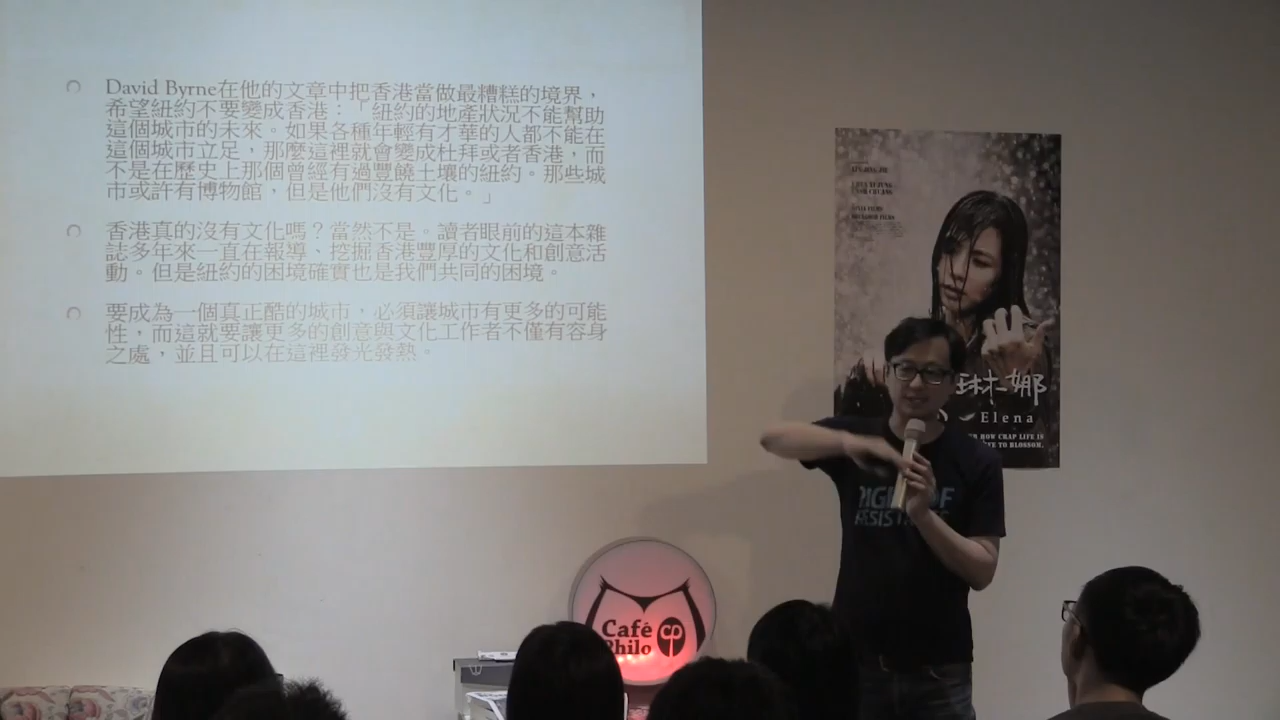 David Byrne在他的文章中把香港當做最糟糕的境界，
希望紐約不要變成香港：「紐約的地產狀況不能幫助
這個城市的未來。如果各種年輕有才華的人都不能在
這個城市立足，那麼這裡就會變成杜拜或者香港，而
不是在歷史上那個曾經有過豐饒土壤的紐約。那些城
市或許有博物館，但是他們沒有文化。」
香港真的沒有文化嗎？當然不是。讀者眼前的這本雜
誌多年來一直在報導、挖掘香港豐厚的文化和創意活
動。但是紐約的困境確實也是我們共同的困境。
要成為一個真正酷的城市，必須讓城市有更多的可能
性，而這就要讓更多的創意與文化工作者不僅有容身
之處，並且可以在這裡發光發熱。
琳娜
Elena
HOW CRAP LIFE IS
TO BLOSSOM.
OF
Café
Philo